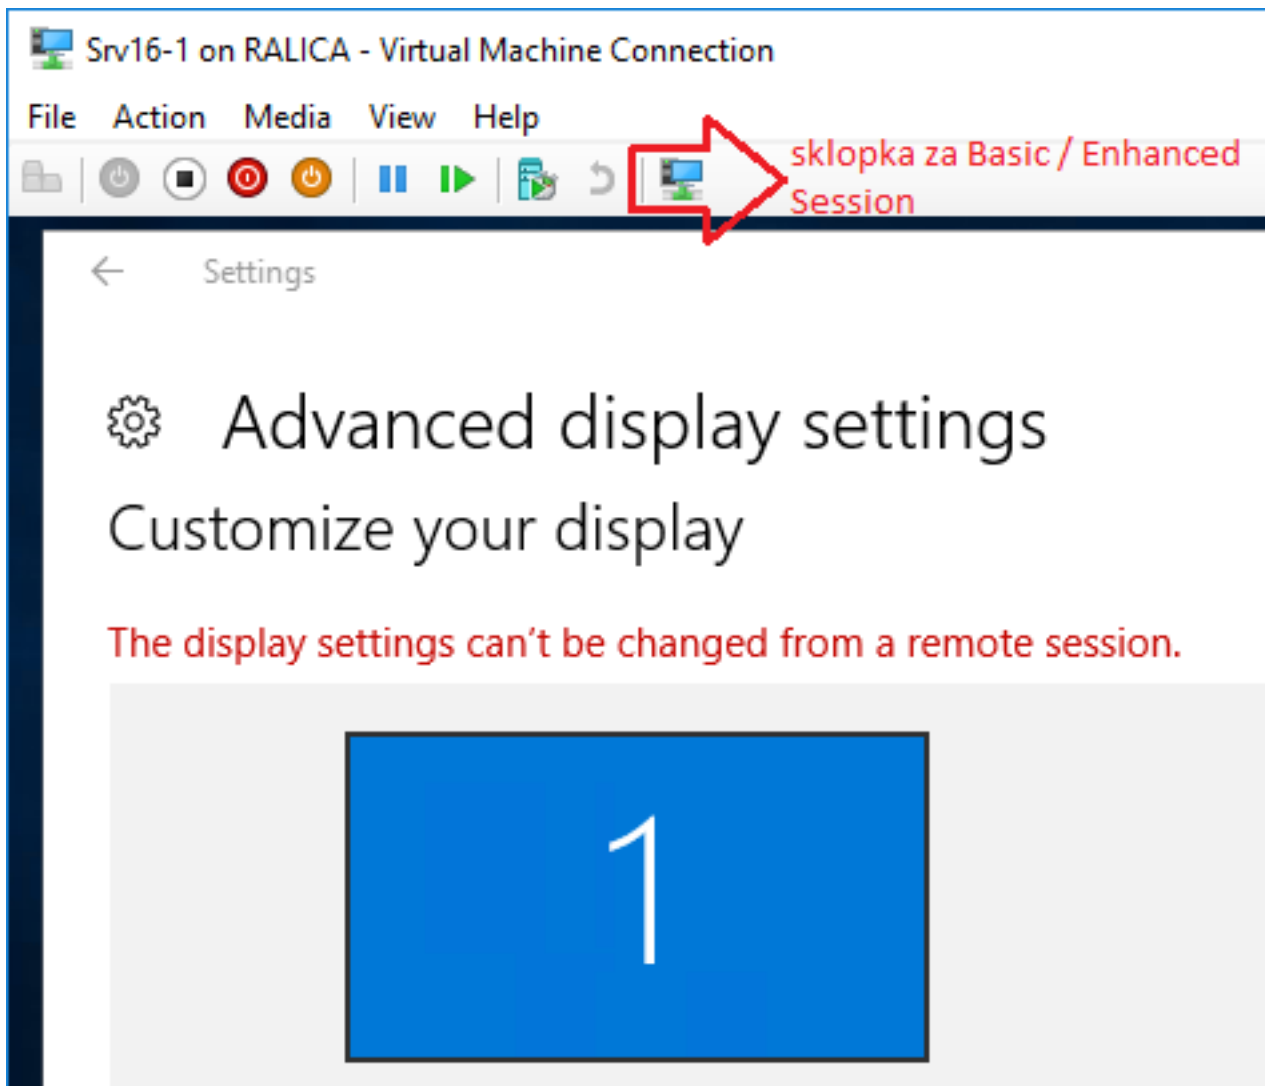 Srv16-1 on RALICA - Virtual Machine Connection
File Action Media View Help
sklopka za Basic / Enhanced
Session
Settings
Advanced display settings
Customize your display
The display settings can't be changed from a remote session.
1